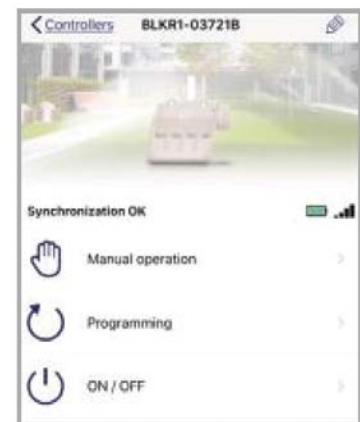 Controllers BLKR1-03721B
Synchronization OK
Manual operation
Programming
ON / OFF